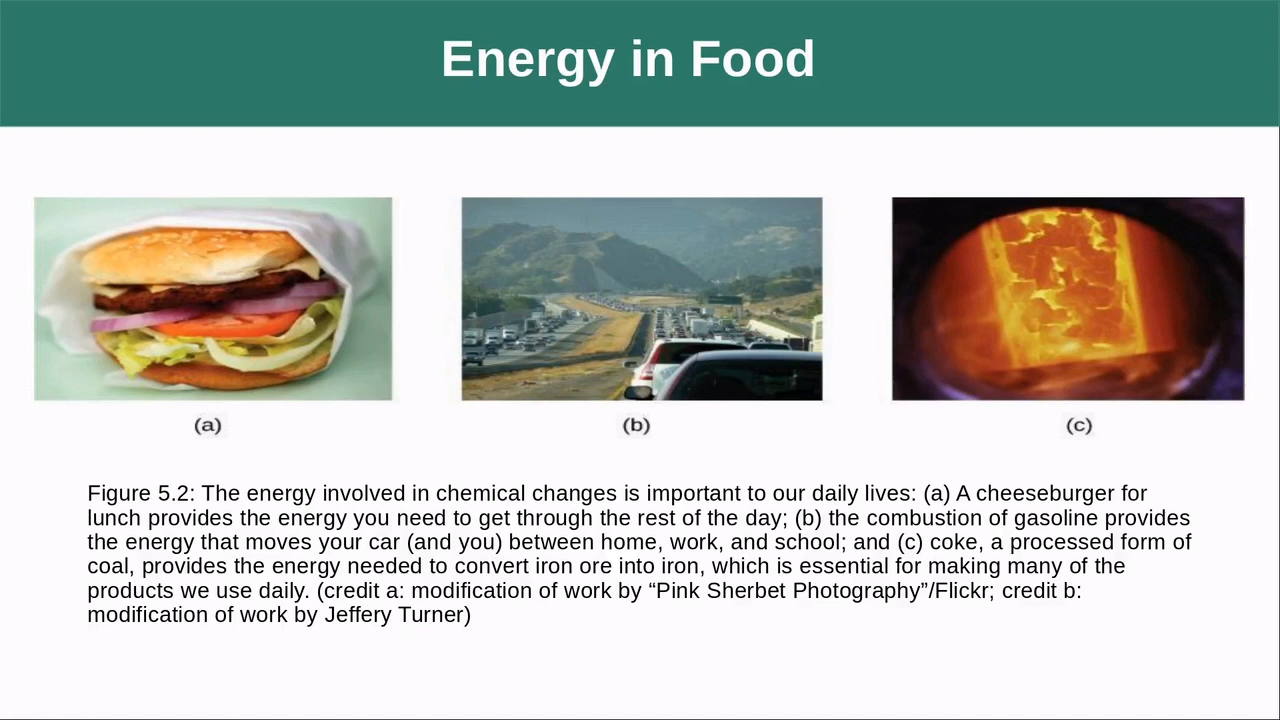 Energy in Food
(a)
(b)
(c)
Figure 5.2: The energy involved in chemical changes is important to our daily lives: (a) A cheeseburger for
lunch provides the energy you need to get through the rest of the day; (b) the combustion of gasoline provides
the energy that moves your car (and you) between home, work, and school; and (c) coke, a processed form of
coal, provides the energy needed to convert iron ore into iron, which is essential for making many of the
products we use daily. (credit a: modification of work by “Pink Sherbet Photography”/Flickr; credit b:
modification of work by Jeffery Turner)